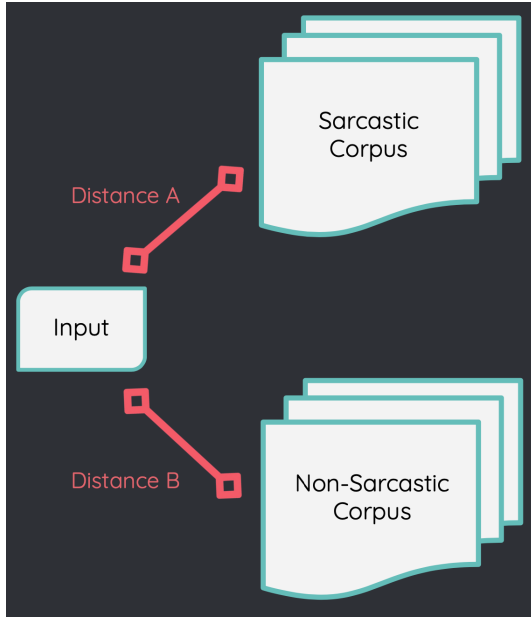 Sarcastic
Corpus
Distance A
Input
Distance B
Non-Sarcastic
Corpus